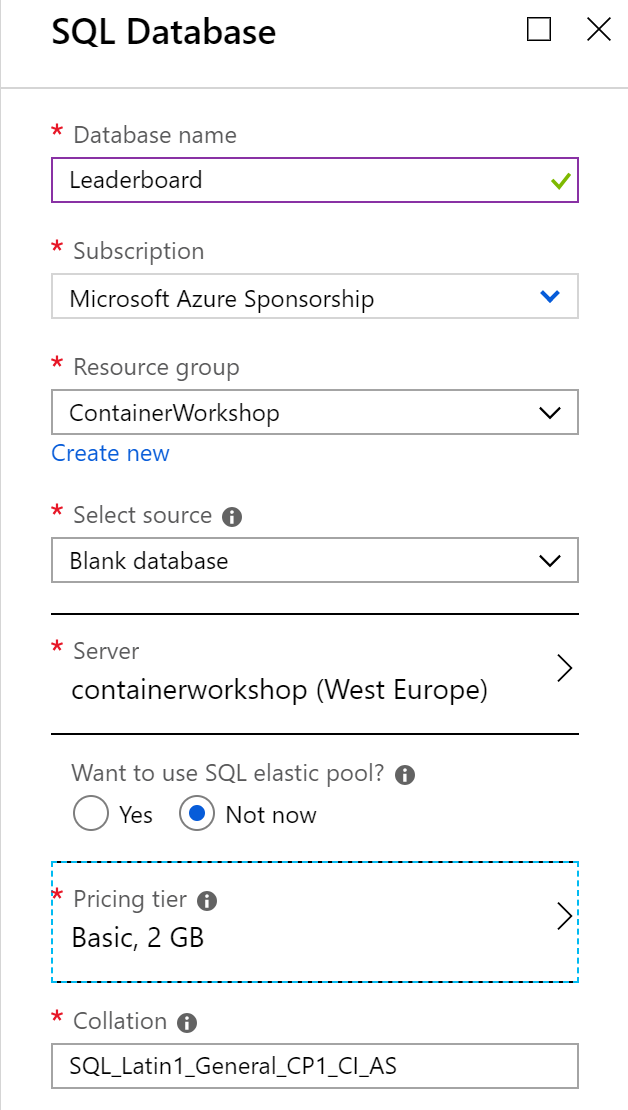 SQL Database
* Database name
Leaderboard
* Subscription
Microsoft Azure Sponsorship
* Resource group
ContainerWorkshop
Create new
* Select source
Blank database
* Server
containerworkshop (West Europe)
Want to use SQL elastic pool?
Yes Not now
* Pricing tier
Basic, 2 GB
* Collation
SQL_Latin1_General_CP1_CI_AS